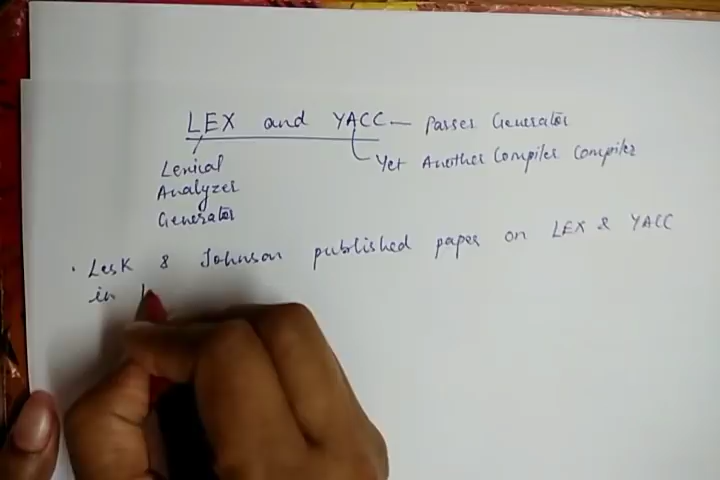 LEX and YACC — Parser Generator
Yet Another Compiler Compiler
Lexical
Analyzer
Generator
. Lesk & Johnson published paper on LEX & YACC
in